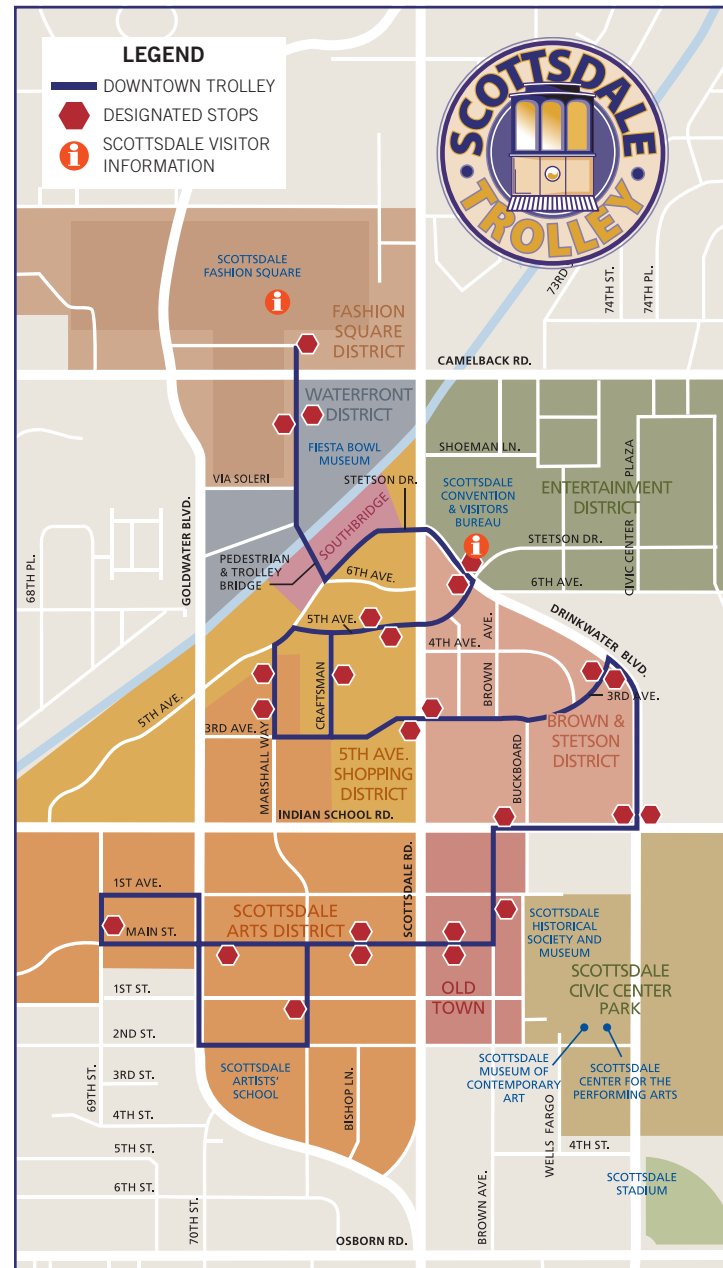 LEGEND
DOWNTOWN TROLLEY
DESIGNATED STOPS
SCOTTSDALE VISITOR
INFORMATION
SCOTTSDALE
TROLLEY
73RD
74TH ST.
74TH PL.
SCOTTSDALE
FASHION SQUARE
FASHION
SQUARE
DISTRICT
CAMELBACK RD.
WATERFRONT
DISTRICT
FIESTA BOWL
MUSEUM
SHOEMAN LN.
VIA SOLERI
STETSON DR.
SCOTTSDALE
CONVENTION
& VISITORS
BUREAU
ENTERTAINMENT
DISTRICT
CIVIC CENTER PLAZA
GOLDWATER BLVD.
SOUTHBRIDGE
STETSON DR.
PEDESTRIAN
& TROLLEY
BRIDGE
6TH AVE.
6TH AVE.
68TH PL.
5TH AVE.
DRINKWATER BLVD.
4TH AVE.
BROWN AVE.
5TH AVE.
CRAFTSMAN
3RD AVE.
3RD AVE.
MARSHALL WAY
BROWN &
STETSON
DISTRICT
5TH AVE.
SHOPPING
DISTRICT
BUCKBOARD
INDIAN SCHOOL RD.
SCOTTSDALE RD.
1ST AVE.
MAIN ST.
SCOTTSDALE
ARTS DISTRICT
SCOTTSDALE
HISTORICAL
SOCIETY AND
MUSEUM
SCOTTSDALE
CIVIC CENTER
PARK
OLD
TOWN
1ST ST.
2ND ST.
SCOTTSDALE
ARTISTS'
SCHOOL
SCOTTSDALE
MUSEUM OF
CONTEMPORARY
ART
SCOTTSDALE
CENTER FOR THE
PERFORMING ARTS
69TH ST.
3RD ST.
4TH ST.
BISHOP LN.
WELLS FARGO
4TH ST.
5TH ST.
6TH ST.
SCOTTSDALE
STADIUM
70TH ST.
BROWN AVE.
OSBORN RD.